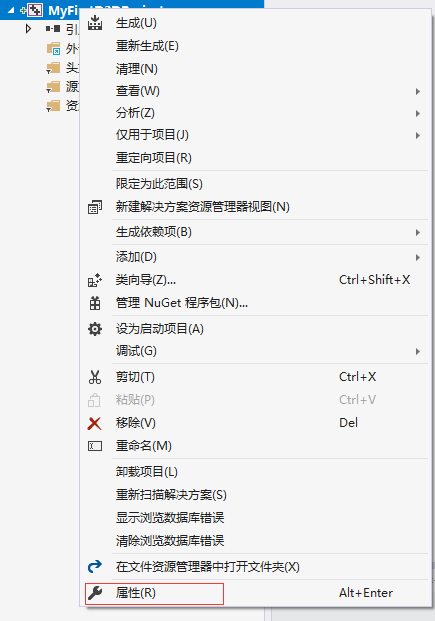 生成(U)
重新生成(E)
清理(N)
查看(W)
分析(Z)
仅用于项目(J)
重定向项目(R)
限定为此范围(S)
新建解决方案资源管理器视图(N)
生成依赖项(B)
添加(D)
类向导(Z)... Ctrl+Shift+X
管理 NuGet 程序包(N)...
设为启动项目(A)
调试(G)
剪切(T) Ctrl+X
粘贴(P) Ctrl+V
移除(V) Del
重命名(M)
卸载项目(L)
重新扫描解决方案(S)
显示浏览数据库错误
清除浏览数据库错误
在文件资源管理器中打开文件夹(X)
属性(R) Alt+Enter